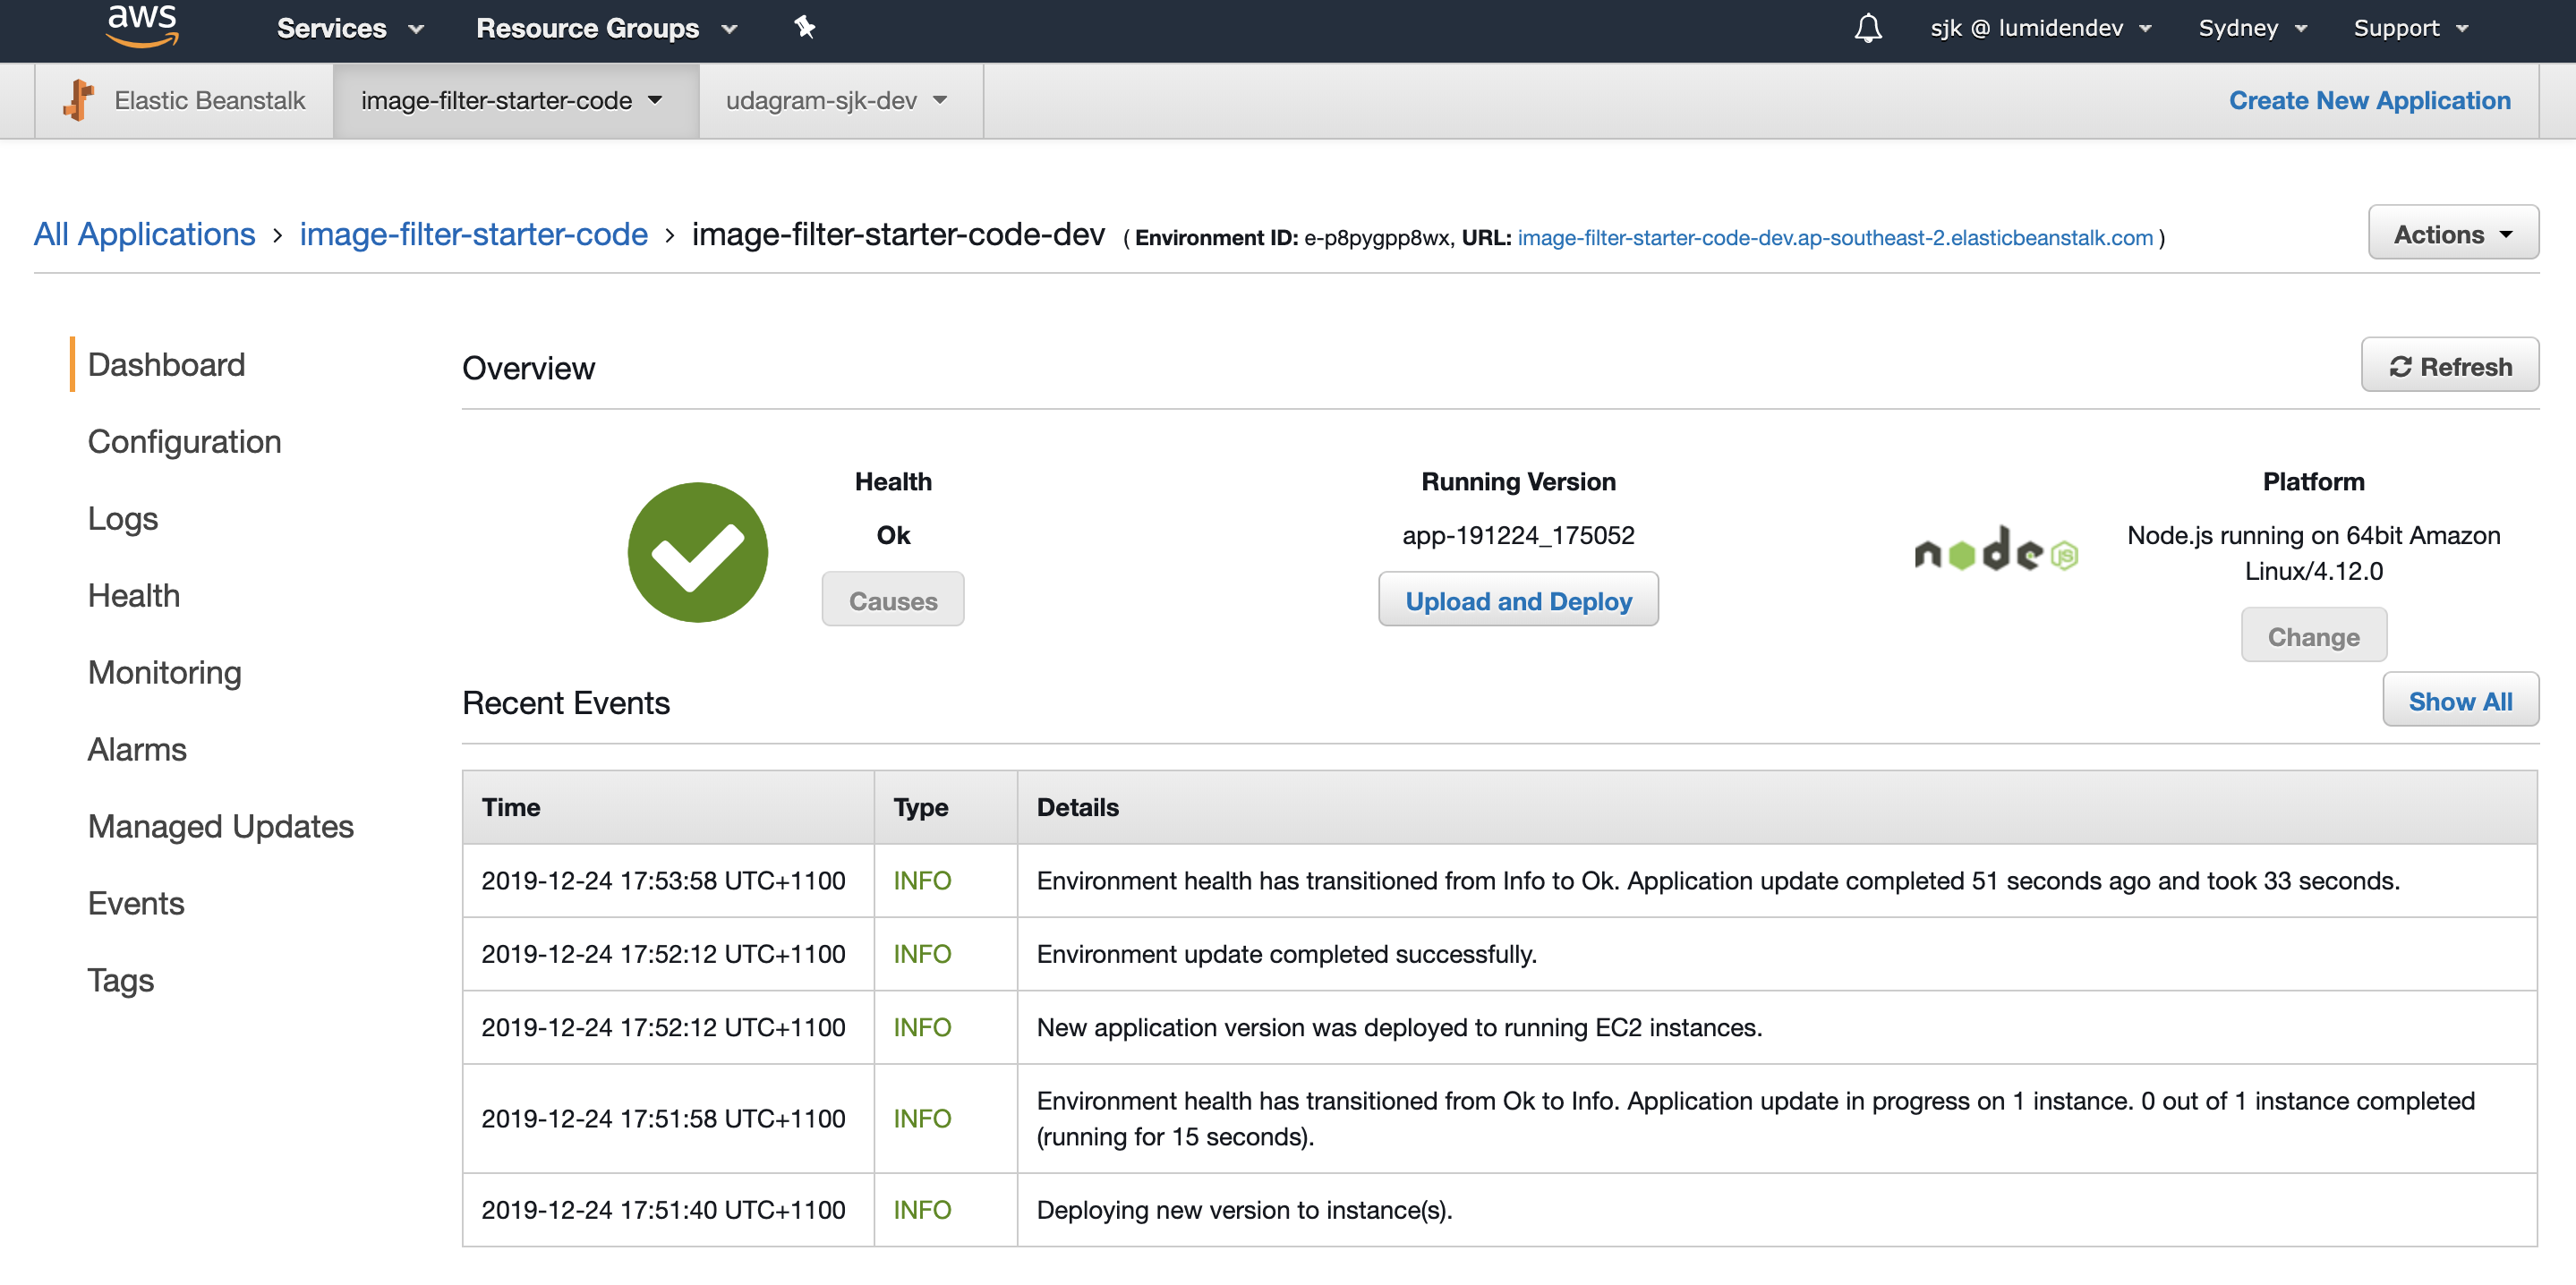 aws Services Resource Groups sjk @ lumidendev Sydney Support
Elastic Beanstalk image-filter-starter-code udagram-sjk-dev Create New Application
All Applications › image-filter-starter-code › image-filter-starter-code-dev ( Environment ID: e-p8pygpp8wx, URL: image-filter-starter-code-dev.ap-southeast-2.elasticbeanstalk.com ) Actions
Dashboard
Configuration
Logs
Health
Monitoring
Alarms
Managed Updates
Events
Tags
Overview Refresh
Health
Ok
Causes
Running Version
app-191224_175052
Upload and Deploy
node JS
Platform
Node.js running on 64bit Amazon
Linux/4.12.0
Change
Recent Events Show All
Time Type Details
2019-12-24 17:53:58 UTC+1100 INFO Environment health has transitioned from Info to Ok. Application update completed 51 seconds ago and took 33 seconds.
2019-12-24 17:52:12 UTC+1100 INFO Environment update completed successfully.
2019-12-24 17:52:12 UTC+1100 INFO New application version was deployed to running EC2 instances.
2019-12-24 17:51:58 UTC+1100 INFO Environment health has transitioned from Ok to Info. Application update in progress on 1 instance. 0 out of 1 instance completed
(running for 15 seconds).
2019-12-24 17:51:40 UTC+1100 INFO Deploying new version to instance(s).